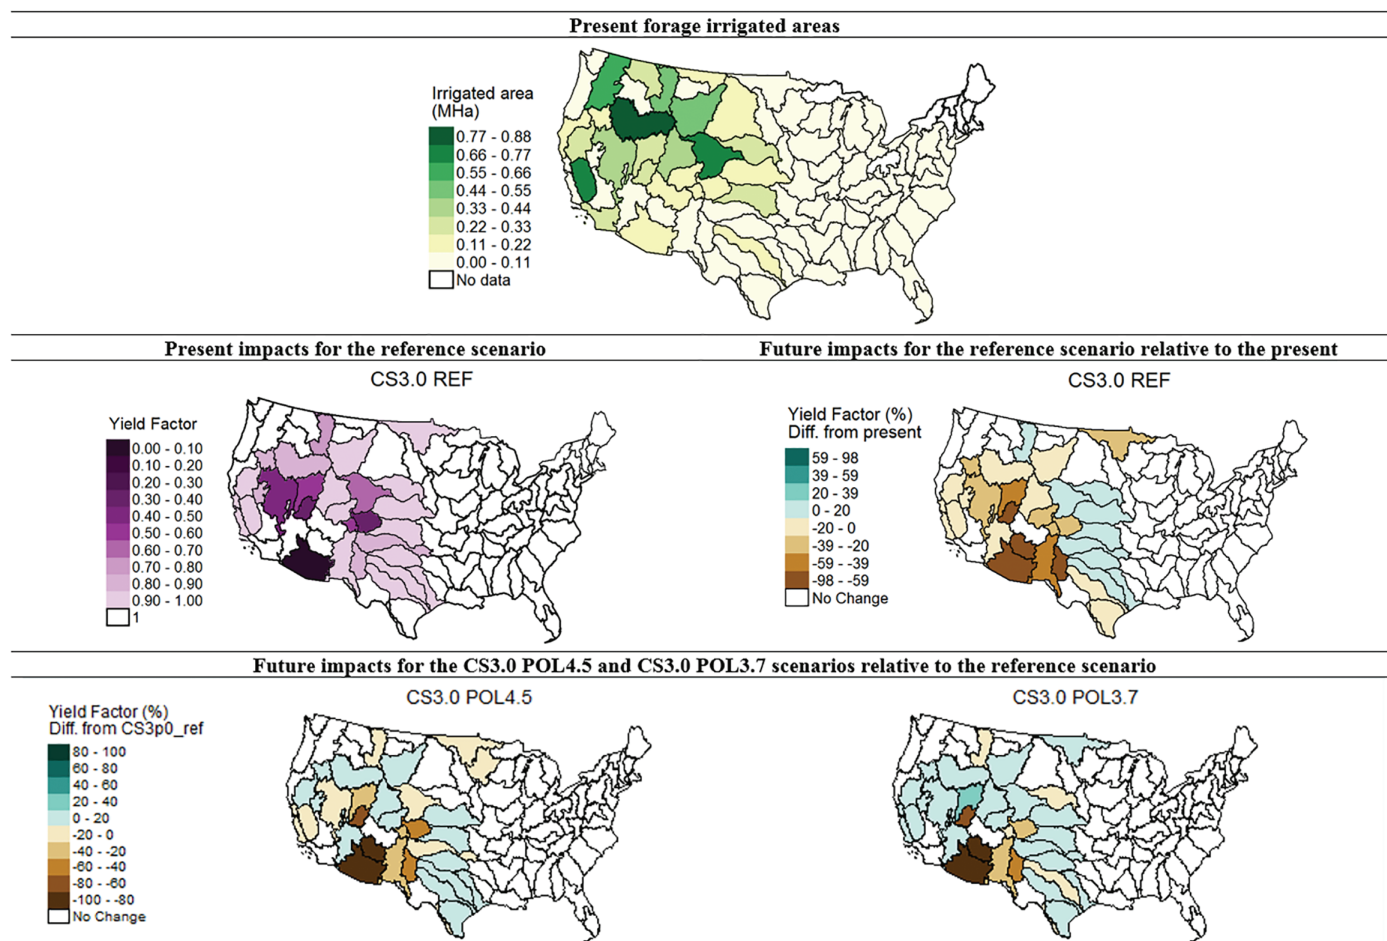 Present forage irrigated areas
Irrigated area
(MHa)
0.77 - 0.88
0.66 - 0.77
0.55 - 0.66
0.44 - 0.55
0.33 - 0.44
0.22 - 0.33
0.11 - 0.22
0.00 - 0.11
No data
Present impacts for the reference scenario
CS3.0 REF
Yield Factor
0.00 - 0.10
0.10 - 0.20
0.20 - 0.30
0.30 - 0.40
0.40 - 0.50
0.50 - 0.60
0.60 - 0.70
0.70 - 0.80
0.80 - 0.90
0.90 - 1.00
1
Future impacts for the reference scenario relative to the present
CS3.0 REF
Yield Factor (%)
Diff. from present
59 - 98
39 - 59
20 - 39
0 - 20
-20 - 0
-39 - -20
-59 - -39
-98 - -59
No Change
Future impacts for the CS3.0 POL4.5 and CS3.0 POL3.7 scenarios relative to the reference scenario
CS3.0 POL4.5
Yield Factor (%)
Diff. from CS3p0_ref
80 - 100
60 - 80
40 - 60
20 - 40
0 - 20
-20 - 0
-40 - -20
-60 - -40
-80 - -60
-100 - -80
No Change
CS3.0 POL3.7